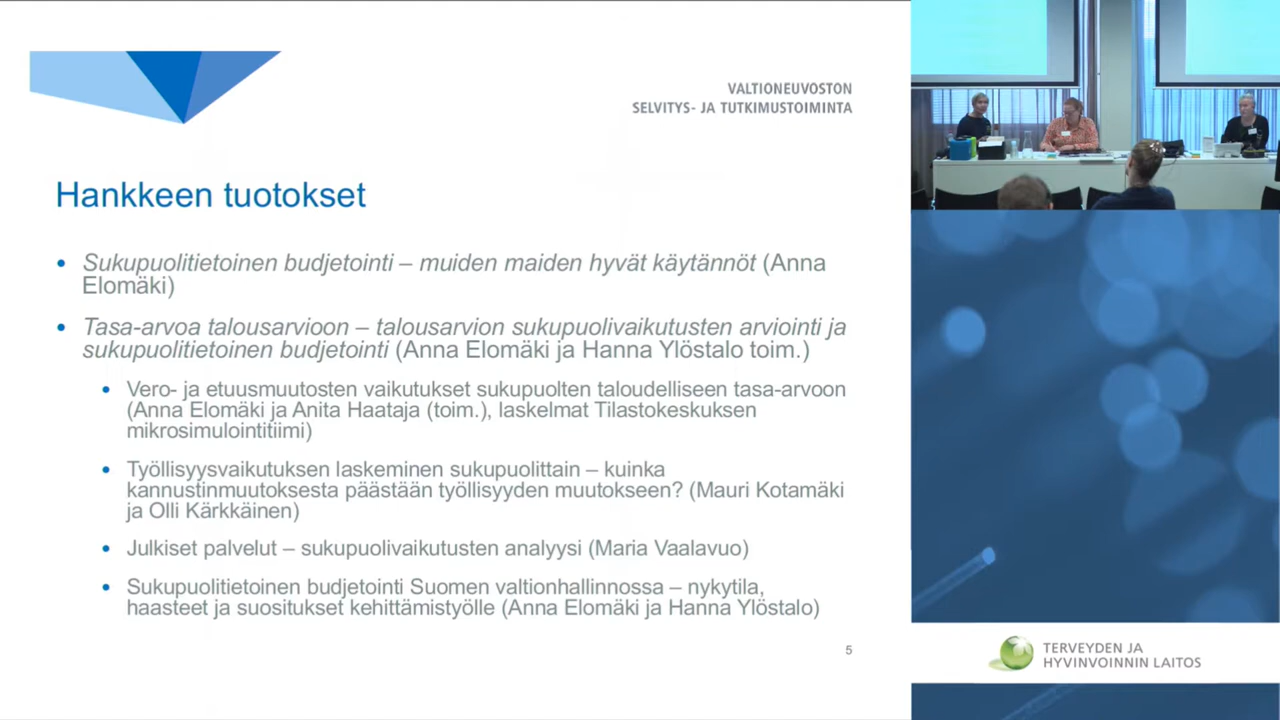 VALTIONEUVOSTON
SELVITYS- JA TUTKIMUSTOIMINTA
Hankkeen tuotokset
• Sukupuolitietoinen budjetointi – muiden maiden hyvät käytännöt (Anna
Elomäki)
• Tasa-arvoa talousarvioon – talousarvion sukupuolivaikutusten arviointi ja
sukupuolitietoinen budjetointi (Anna Elomäki ja Hanna Ylöstalo toim.)
• Vero- ja etuusmuutosten vaikutukset sukupuolten taloudelliseen tasa-arvoon
(Anna Elomäki ja Anita Haataja (toim.), laskelmat Tilastokeskuksen
mikrosimulointitiimi)
• Työllisyysvaikutuksen laskeminen sukupuolittain – kuinka
kannustinmuutoksesta päästään työllisyyden muutokseen? (Mauri Kotamäki
ja Olli Kärkkäinen)
• Julkiset palvelut – sukupuolivaikutusten analyysi (Maria Vaalavuo)
• Sukupuolitietoinen budjetointi Suomen valtionhallinnossa – nykytila,
haasteet ja suositukset kehittämistyölle (Anna Elomäki ja Hanna Ylöstalo)
5
TERVEYDEN JA
HYVINVOINNIN LAITOS